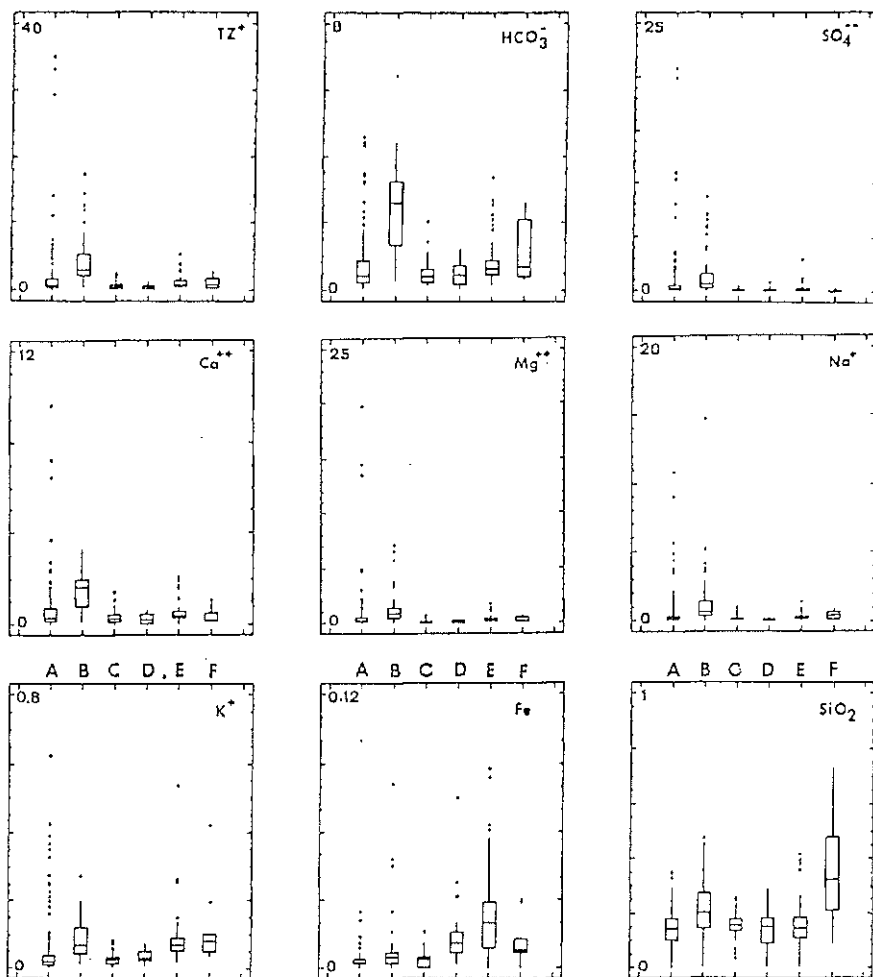 40 TZ⁺
8 HCO₃⁻
25 SO₄⁻⁻
0
0
0
12 Ca⁺⁺
25 Mg⁺⁺
20 Na⁺
0
0
0
A B C D E F
A B C D E F
A B C D E F
0.8 K⁺
0.12 Fe
1 SiO₂
0
0
0